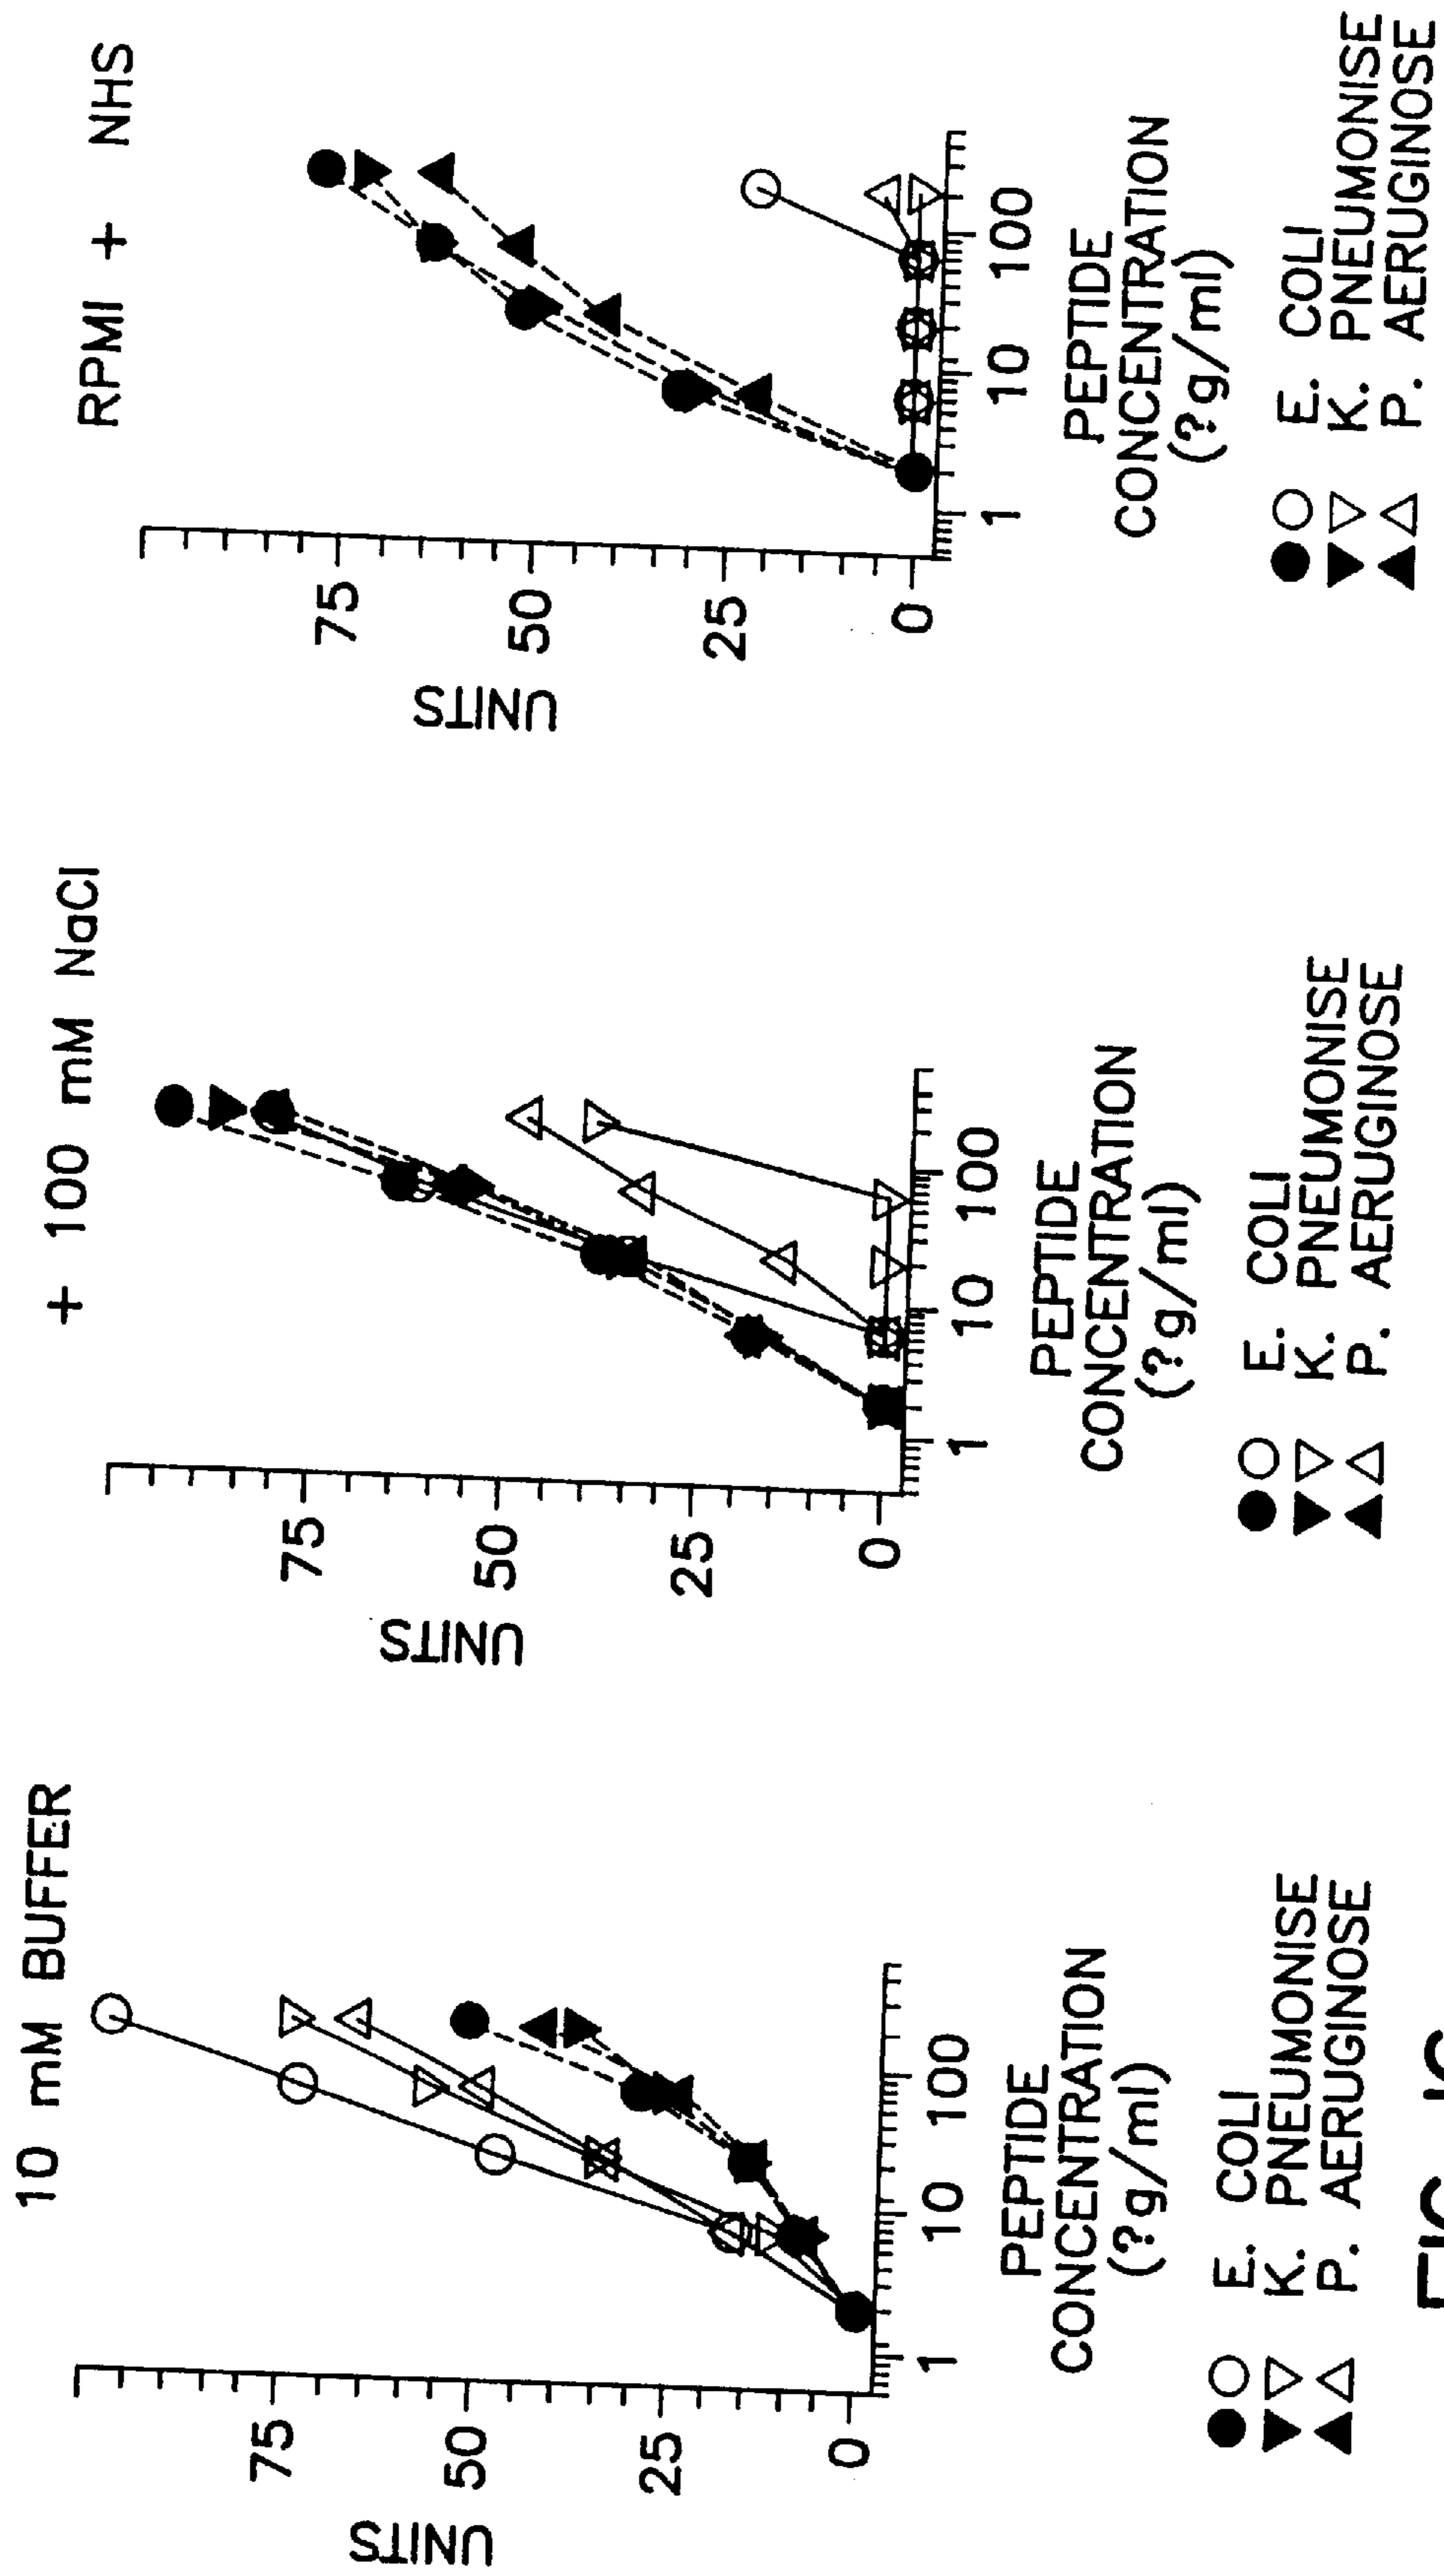 10 mM BUFFER
UNITS
75
50
25
0
1
10
100
PEPTIDE
CONCENTRATION
(?g/ml)
E. COLI
K. PNEUMONISE
P. AERUGINOSE
+ 100 mM NaCl
UNITS
75
50
25
0
1
10
100
PEPTIDE
CONCENTRATION
(?g/ml)
E. COLI
K. PNEUMONISE
P. AERUGINOSE
RPMI + NHS
UNITS
75
50
25
0
1
10
100
PEPTIDE
CONCENTRATION
(?g/ml)
E. COLI
K. PNEUMONISE
P. AERUGINOSE